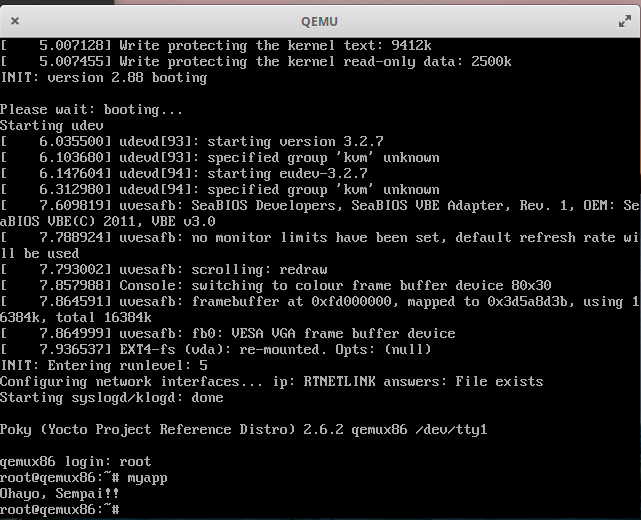 QEMU
[    5.007128] Write protecting the kernel text: 9412k
[    5.007455] Write protecting the kernel read-only data: 2500k
INIT: version 2.88 booting
Please wait: booting...
Starting udev
[    6.035500] udevd[93]: starting version 3.2.7
[    6.103680] udevd[93]: specified group 'kvm' unknown
[    6.147604] udevd[94]: starting eudev-3.2.7
[    6.312980] udevd[94]: specified group 'kvm' unknown
[    7.609819] uvesafb: SeaBIOS Developers, SeaBIOS VBE Adapter, Rev. 1, OEM: Se
aBIOS VBE(C) 2011, VBE v3.0
[    7.788924] uvesafb: no monitor limits have been set, default refresh rate wi
ll be used
[    7.793002] uvesafb: scrolling: redraw
[    7.857988] Console: switching to colour frame buffer device 80x30
[    7.864591] uvesafb: framebuffer at 0xfd000000, mapped to 0x3d5a8d3b, using 1
6384k, total 16384k
[    7.864999] uvesafb: fb0: VESA VGA frame buffer device
[    7.936537] EXT4-fs (vda): re-mounted. Opts: (null)
INIT: Entering runlevel: 5
Configuring network interfaces... ip: RTNETLINK answers: File exists
Starting syslogd/klogd: done
Poky (Yocto Project Reference Distro) 2.6.2 qemux86 /dev/tty1
qemux86 login: root
root@qemux86:~# myapp
Ohayo, Sempai!!
root@qemux86:~#